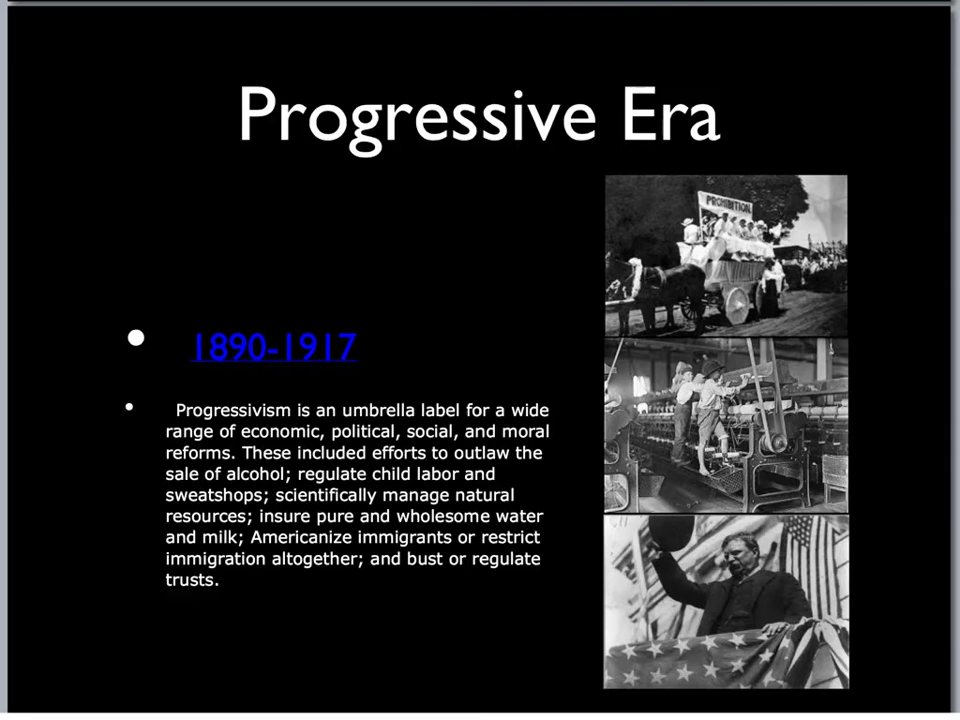 Progressive Era
PROHIBITION
• 1890-1917
• Progressivism is an umbrella label for a wide
range of economic, political, social, and moral
reforms. These included efforts to outlaw the
sale of alcohol; regulate child labor and
sweatshops; scientifically manage natural
resources; insure pure and wholesome water
and milk; Americanize immigrants or restrict
immigration altogether; and bust or regulate
trusts.